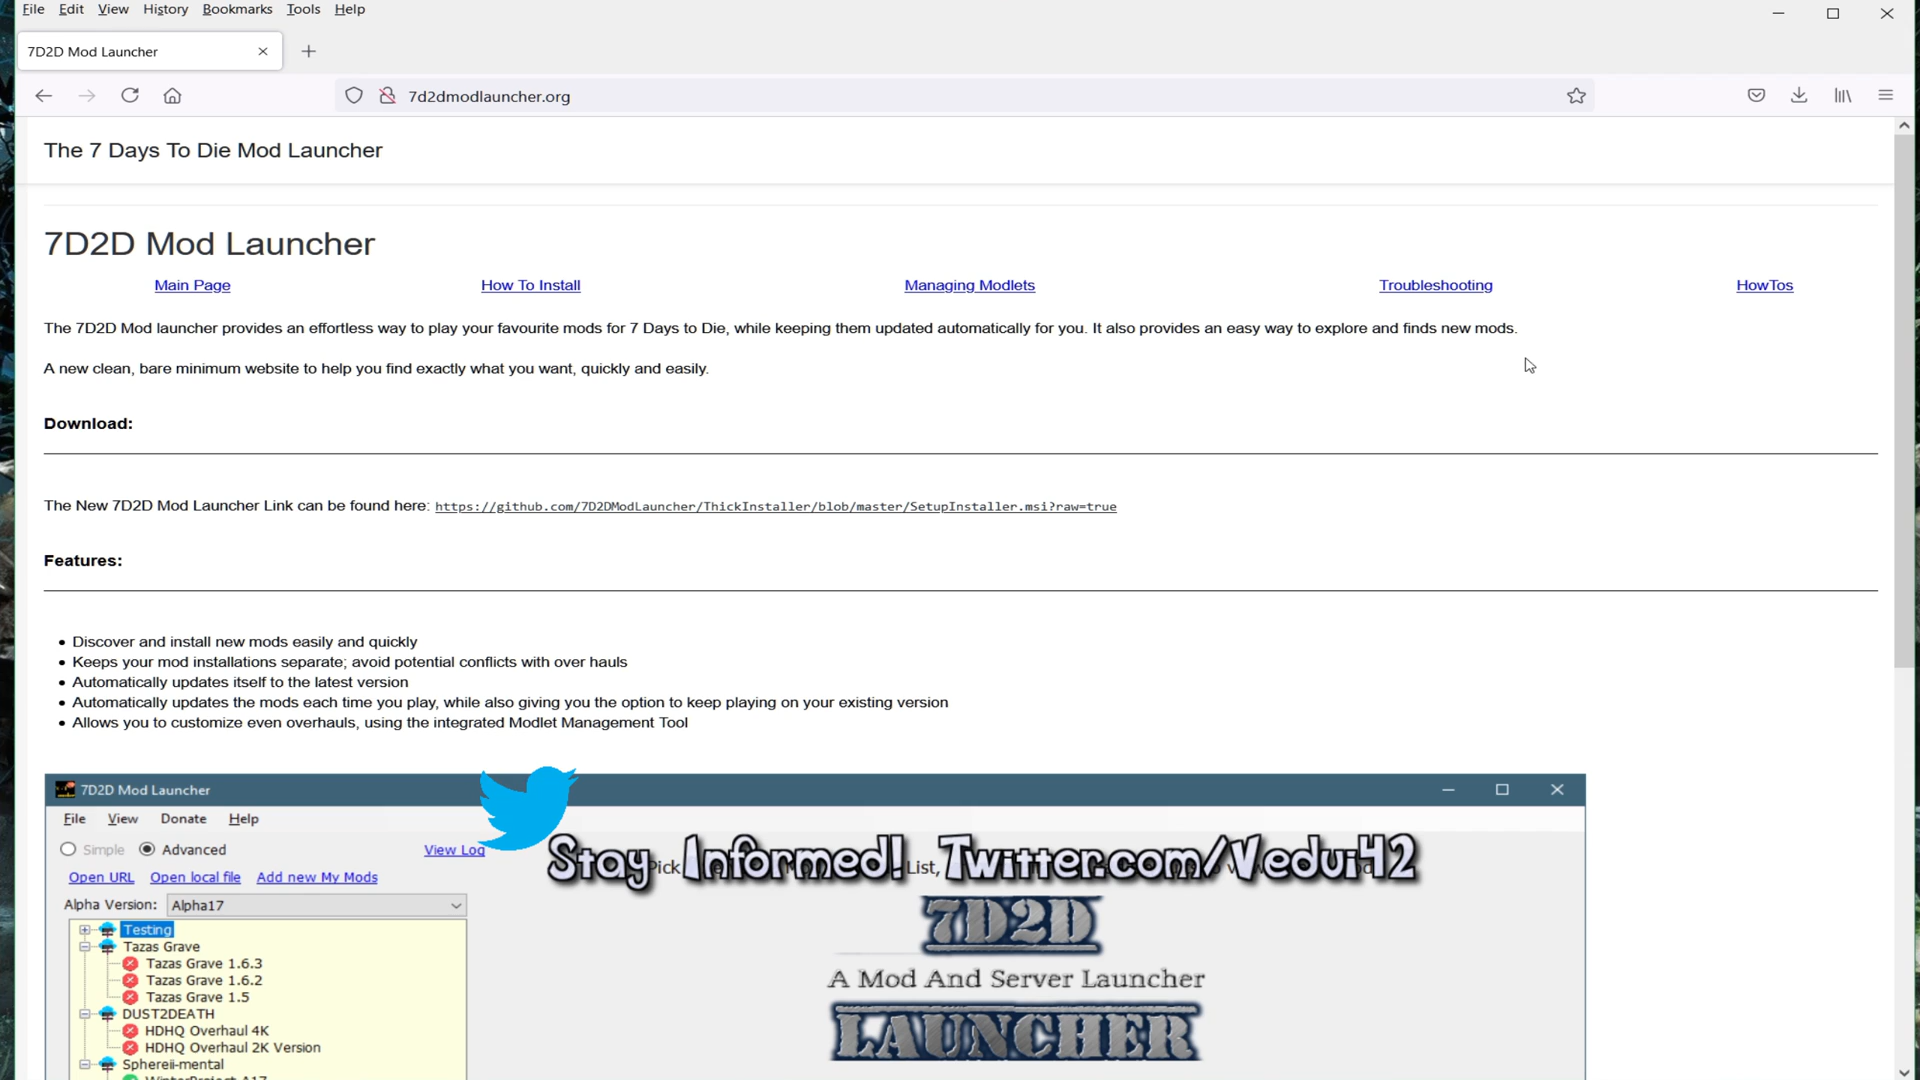 File Edit View History Bookmarks Tools Help
7D2D Mod Launcher
7d2dmodlauncher.org
The 7 Days To Die Mod Launcher
7D2D Mod Launcher
Main Page How To Install Managing Modlets Troubleshooting HowTos
The 7D2D Mod launcher provides an effortless way to play your favourite mods for 7 Days to Die, while keeping them updated automatically for you. It also provides an easy way to explore and finds new mods.
A new clean, bare minimum website to help you find exactly what you want, quickly and easily.
Download:
The New 7D2D Mod Launcher Link can be found here: https://github.com/7D2DModLauncher/ThickInstaller/blob/master/SetupInstaller.msi?raw=true
Features:
• Discover and install new mods easily and quickly
• Keeps your mod installations separate; avoid potential conflicts with over hauls
• Automatically updates itself to the latest version
• Automatically updates the mods each time you play, while also giving you the option to keep playing on your existing version
• Allows you to customize even overhauls, using the integrated Modlet Management Tool
7D2D Mod Launcher
File View Donate Help
Simple Advanced View Log
Stay Informed! Twitter.com/Vedui42
Pick List,
Open URL Open local file Add new My Mods
Alpha Version: Alpha17
Testing
Tazas Grave
Tazas Grave 1.6.3
Tazas Grave 1.6.2
Tazas Grave 1.5
DUST2DEATH
HDHQ Overhaul 4K
HDHQ Overhaul 2K Version
Sphereii-mental
WinterProject A17
7D2D
A Mod And Server Launcher
LAUNCHER